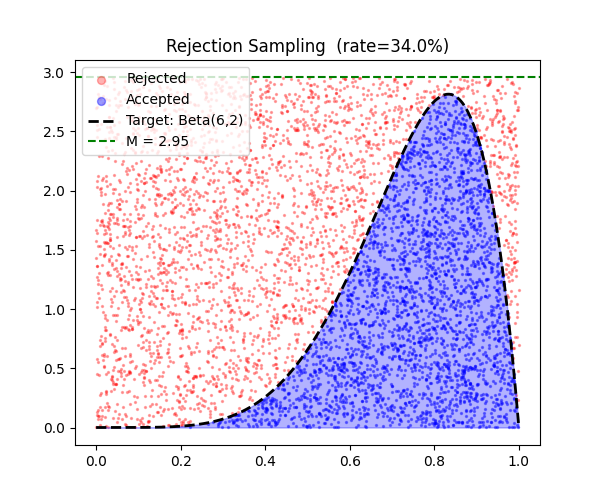 Rejection Sampling (rate=34.0%)
Rejected
Accepted
Target: Beta(6,2)
M = 2.95
3.0
2.5
2.0
1.5
1.0
0.5
0.0
0.0 0.2 0.4 0.6 0.8 1.0